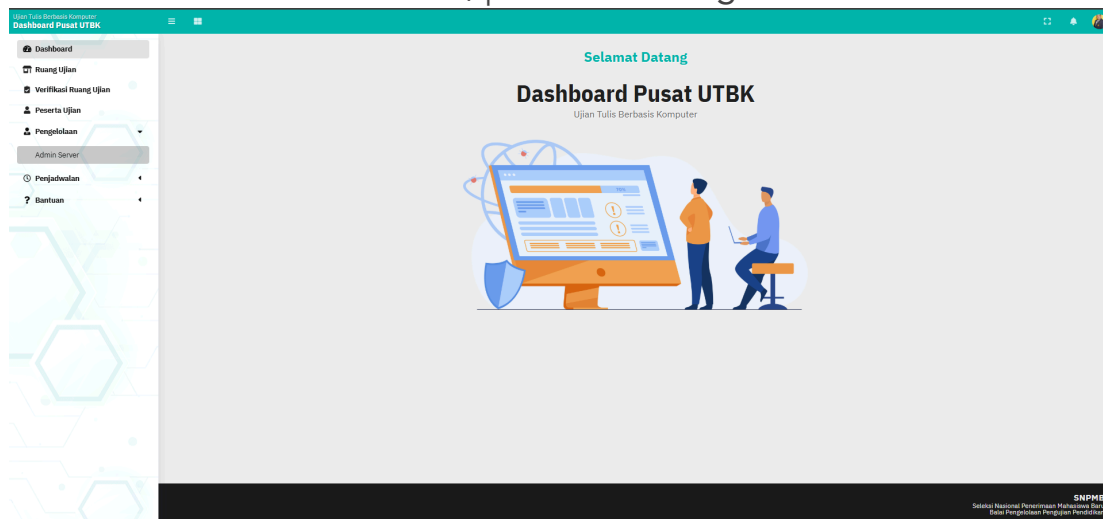 Ujian Tulis Berbasis Komputer
Dashboard Pusat UTBK
Dashboard
Ruang Ujian
Verifikasi Ruang Ujian
Peserta Ujian
Pengelolaan
Admin Server
Penjadwalan
Bantuan
Selamat Datang
Dashboard Pusat UTBK
Ujian Tulis Berbasis Komputer
SNPMB
Seleksi Nasional Penerimaan Mahasiswa Baru
Balai Pengelolaan Pengujian Pendidikan